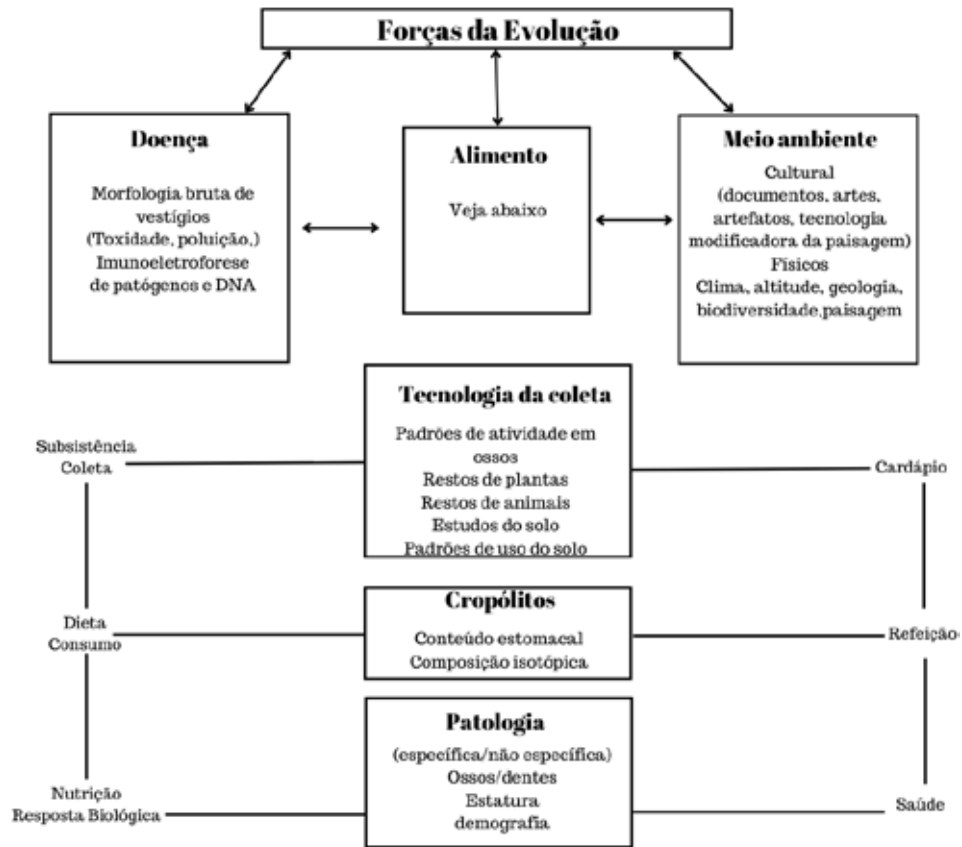 Forças da Evolução
Doença
Morfologia bruta de
vestígios
(Toxidade, poluição,)
Imunoeletroforese
de patógenos e DNA
Alimento
Veja abaixo
Meio ambiente
Cultural
(documentos, artes,
artefatos, tecnologia
modificadora da paisagem)
Físicos
Clima, altitude, geologia,
biodiversidade,paisagem
Subsistência
Coleta
Tecnologia da coleta
Padrões de atividade em
ossos
Restos de plantas
Restos de animais
Estudos do solo
Padrões de uso do solo
Cardápio
Dieta
Consumo
Cropólitos
Conteúdo estomacal
Composição isotópica
Refeição
Nutrição
Resposta Biológica
Patologia
(específica/não específica)
Ossos/dentes
Estatura
demografia
Saúde